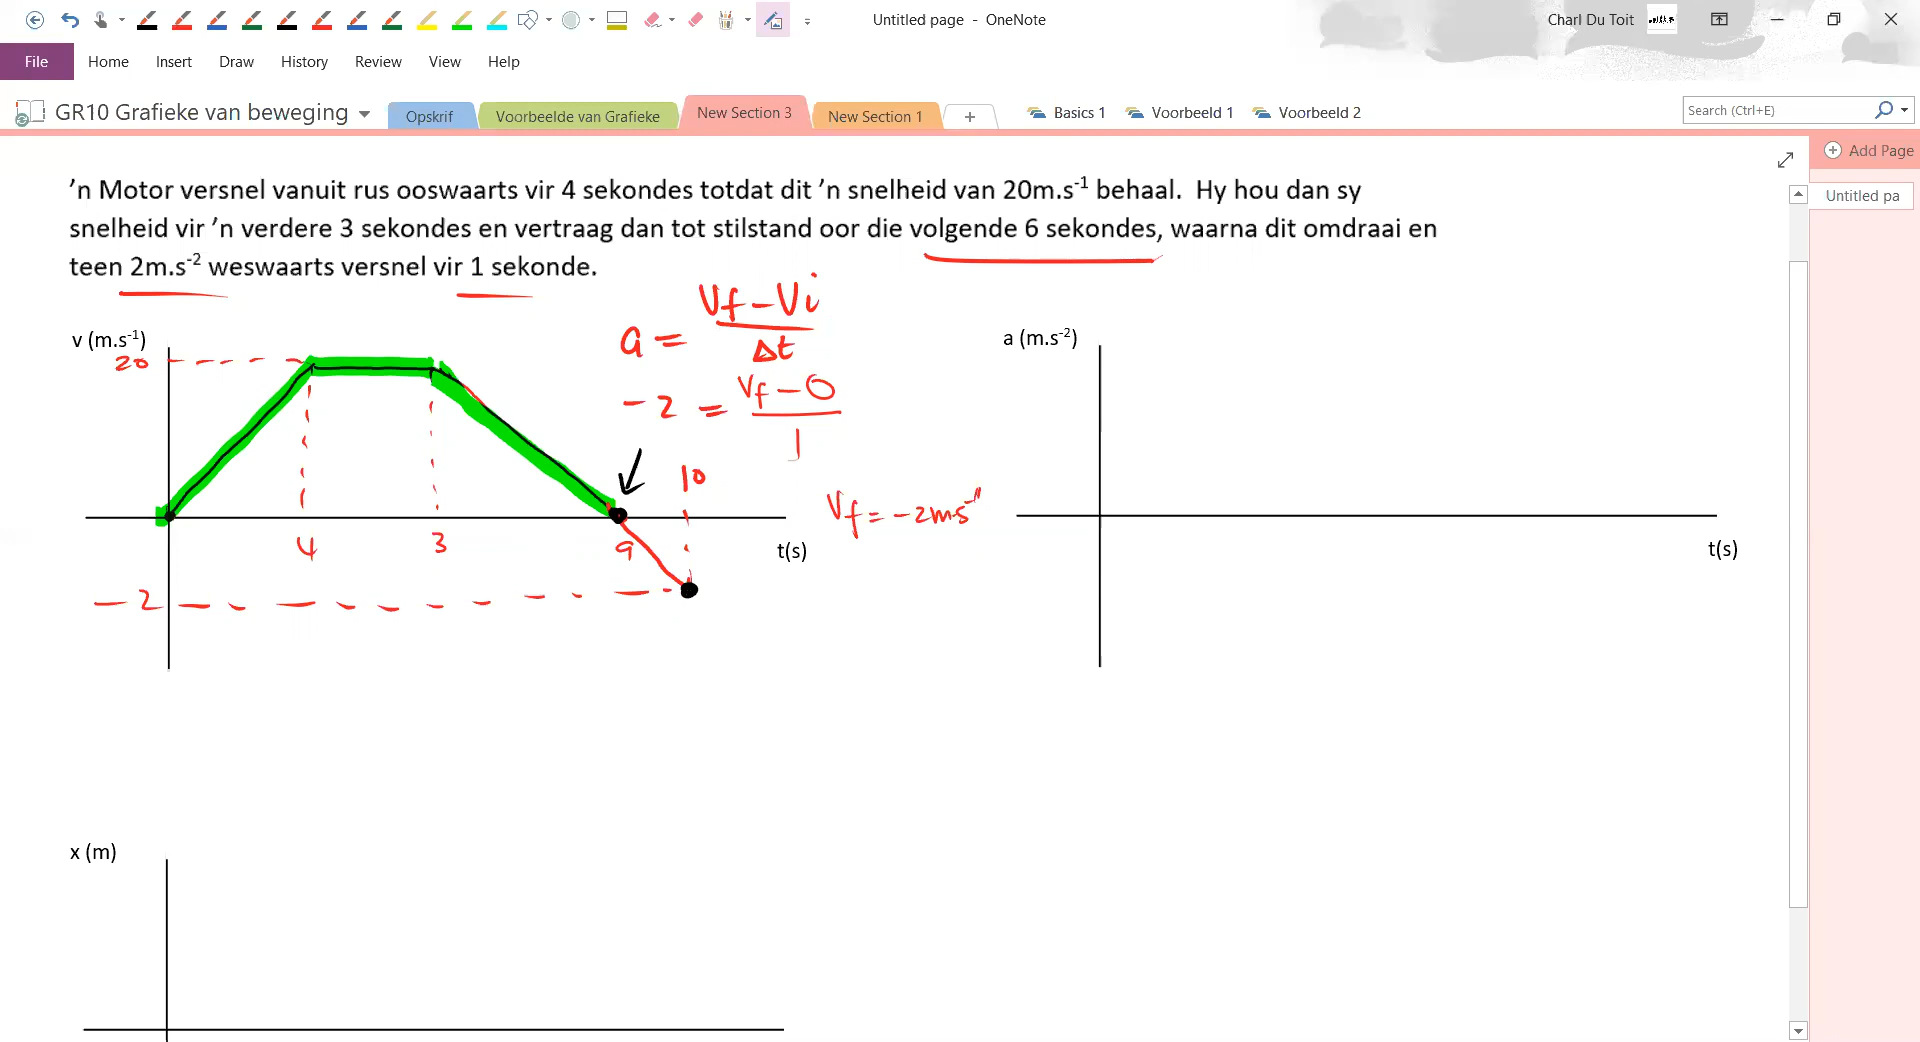 Untitled page - OneNote
Charl Du Toit
File Home Insert Draw History Review View Help
GR10 Grafieke van beweging
Opskrif
Voorbeelde van Grafieke
New Section 3
New Section 1
+
Basics 1
Voorbeeld 1
Voorbeeld 2
Search (Ctrl+E)
Add Page
Untitled pa
’n Motor versnel vanuit rus ooswaarts vir 4 sekondes totdat dit ’n snelheid van 20m.s⁻¹ behaal. Hy hou dan sy
snelheid vir ’n verdere 3 sekondes en vertraag dan tot stilstand oor die volgende 6 sekondes, waarna dit omdraai en
teen 2m.s⁻² weswaarts versnel vir 1 sekonde.
v (m.s⁻¹)
20
4
3
9
10
t(s)
-2
a = Vf - Vi / Δt
-2 = Vf - 0 / 1
Vf = -2m.s⁻¹
a (m.s⁻²)
t(s)
x (m)